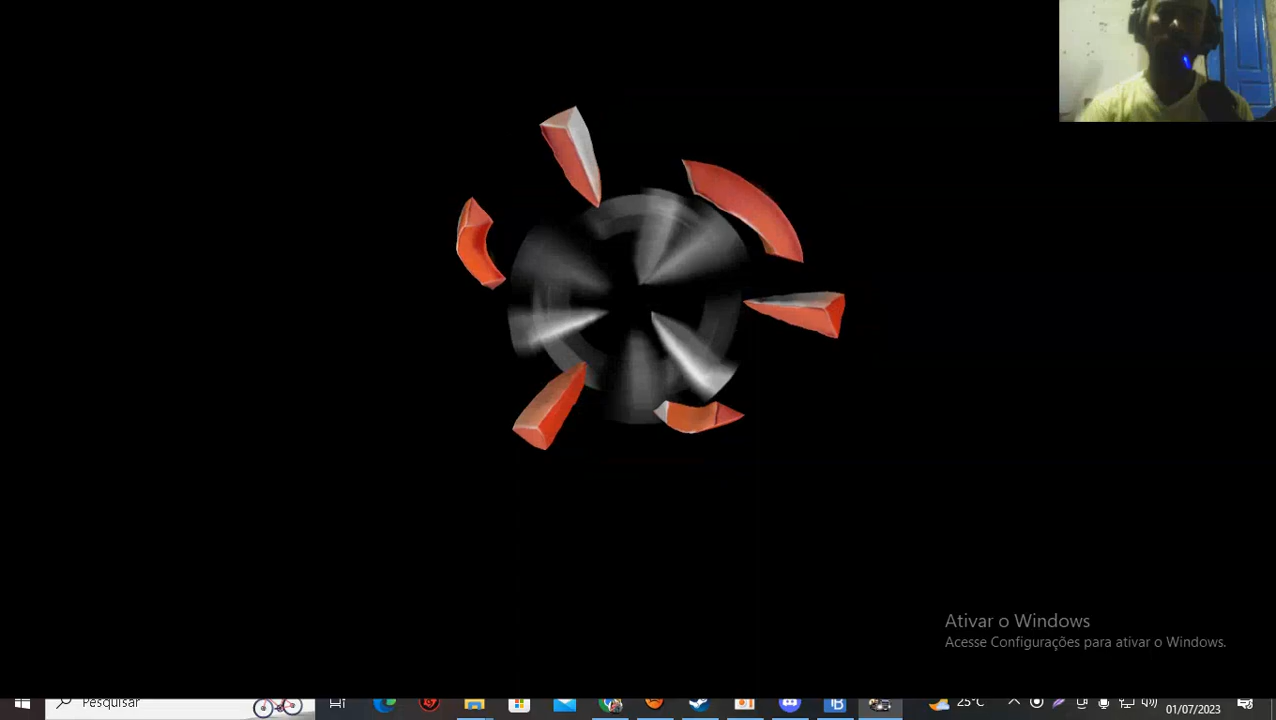 Ativar o Windows
Acesse Configurações para ativar o Windows.
Pesquisar
25°C
01/07/2023